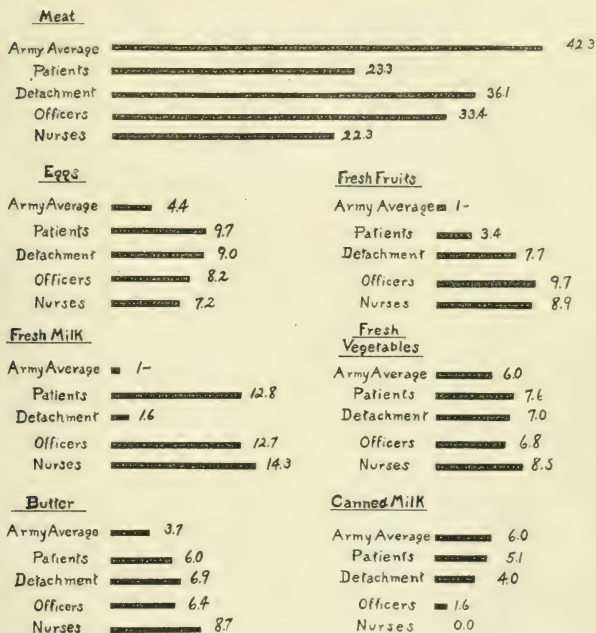 Meat
Army Average 42.3
Patients 23.3
Detachment 36.1
Officers 33.4
Nurses 22.3
Eggs
Army Average 4.4
Patients 9.7
Detachment 9.0
Officers 8.2
Nurses 7.2
Fresh Fruits
Army Average 1-
Patients 3.4
Detachment 7.7
Officers 9.7
Nurses 8.9
Fresh Milk
Army Average 1-
Patients 12.8
Detachment 1.6
Officers 12.7
Nurses 14.3
Fresh
Vegetables
Army Average 6.0
Patients 7.6
Detachment 7.0
Officers 6.8
Nurses 8.5
Butter
Army Average 3.7
Patients 6.0
Detachment 6.9
Officers 6.4
Nurses 8.7
Canned Milk
Army Average 6.0
Patients 5.1
Detachment 4.0
Officers 1.6
Nurses 0.0